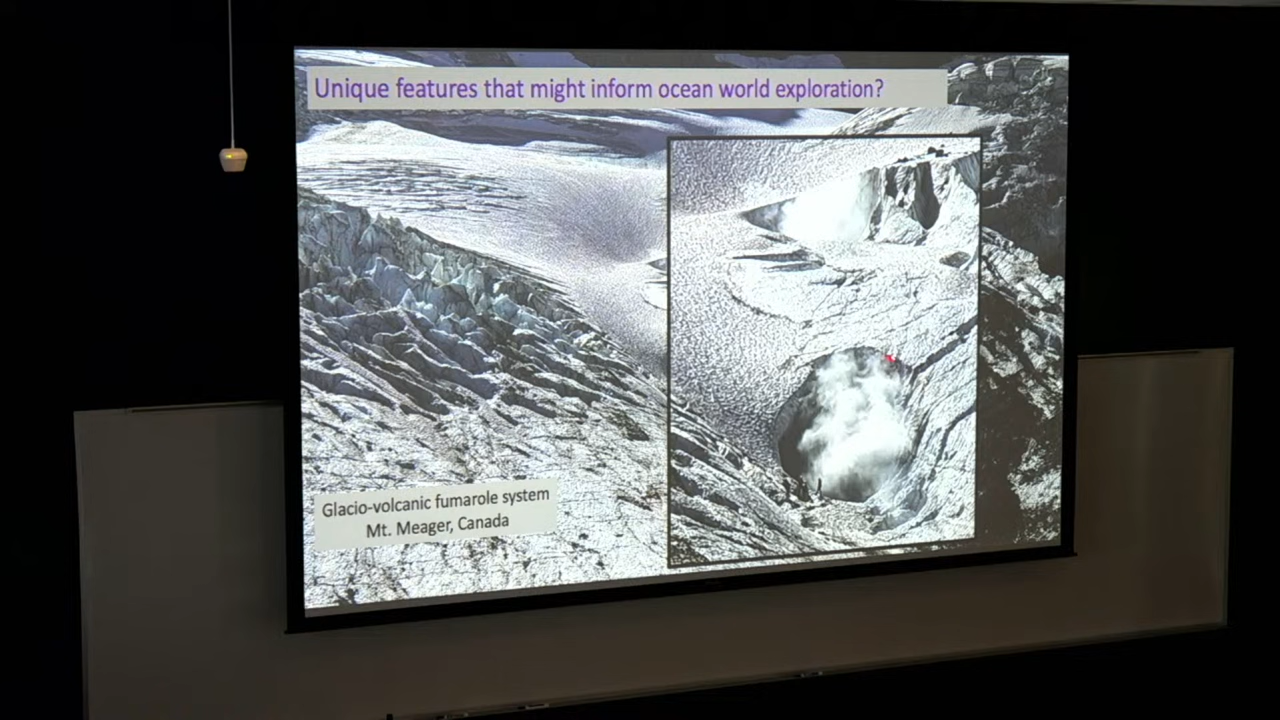 Unique features that might inform ocean world exploration?
Glacio-volcanic fumarole system
Mt. Meager, Canada